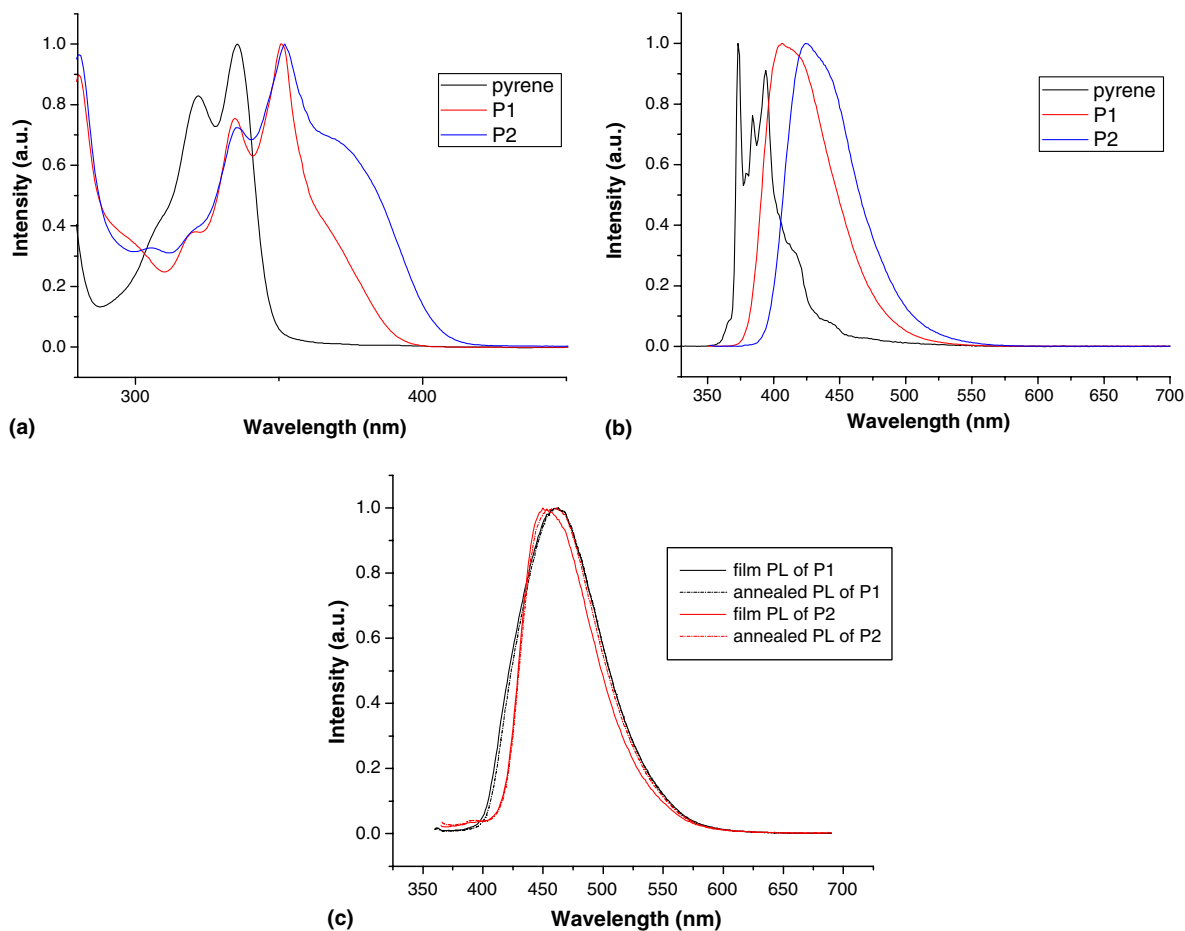 1.0
0.8
0.6
0.4
0.2
0.0
Intensity (a.u.)
300
400
Wavelength (nm)
pyrene
P1
P2
(a)
1.0
0.8
0.6
0.4
0.2
0.0
Intensity (a.u.)
350
400
450
500
550
600
650
700
Wavelength (nm)
pyrene
P1
P2
(b)
1.0
0.8
0.6
0.4
0.2
0.0
Intensity (a.u.)
350
400
450
500
550
600
650
700
Wavelength (nm)
film PL of P1
annealed PL of P1
film PL of P2
annealed PL of P2
(c)